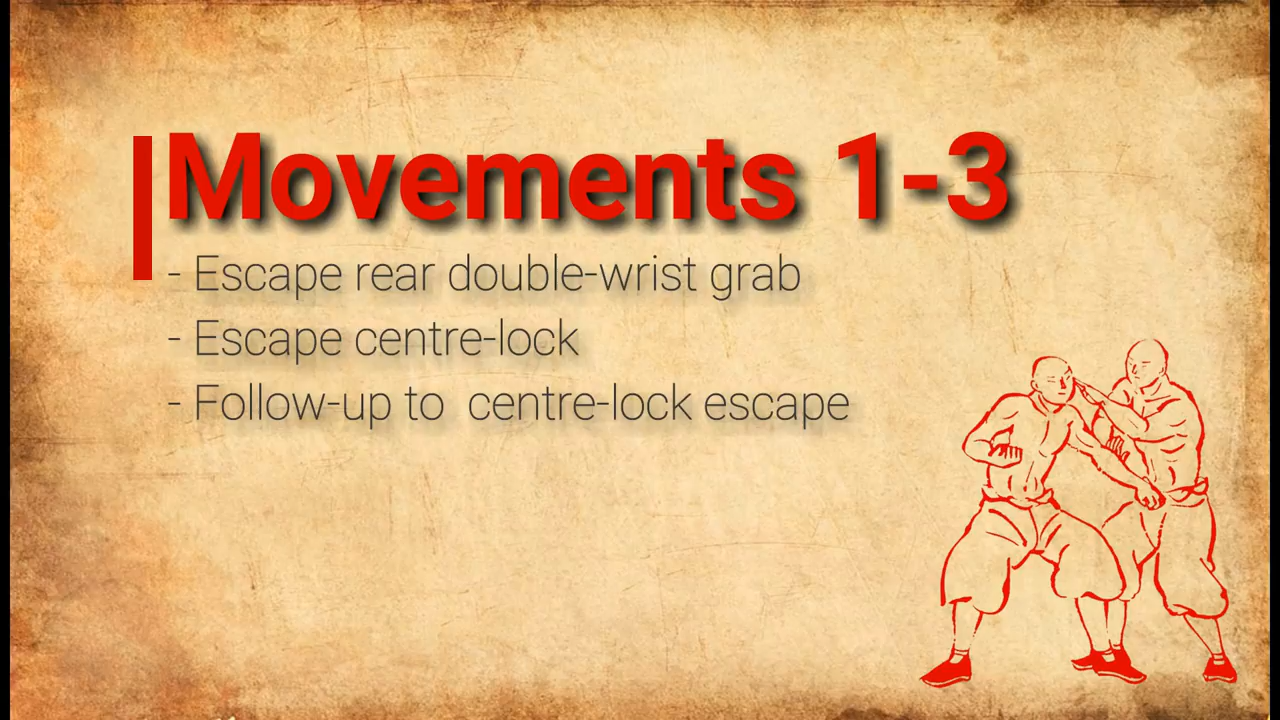 Movements 1-3
- Escape rear double-wrist grab
- Escape centre-lock
- Follow-up to centre-lock escape